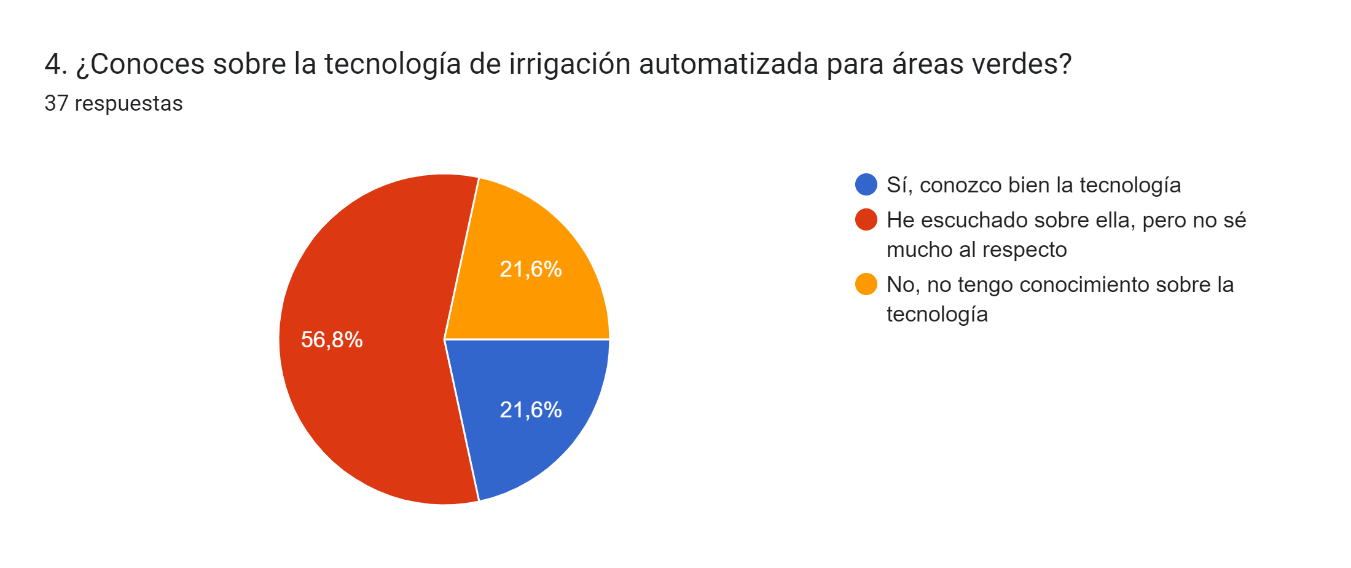 4. ¿Conoces sobre la tecnología de irrigación automatizada para áreas verdes?
37 respuestas
21,6%
56,8%
21,6%
Sí, conozco bien la tecnología
He escuchado sobre ella, pero no sé
mucho al respecto
No, no tengo conocimiento sobre la
tecnología